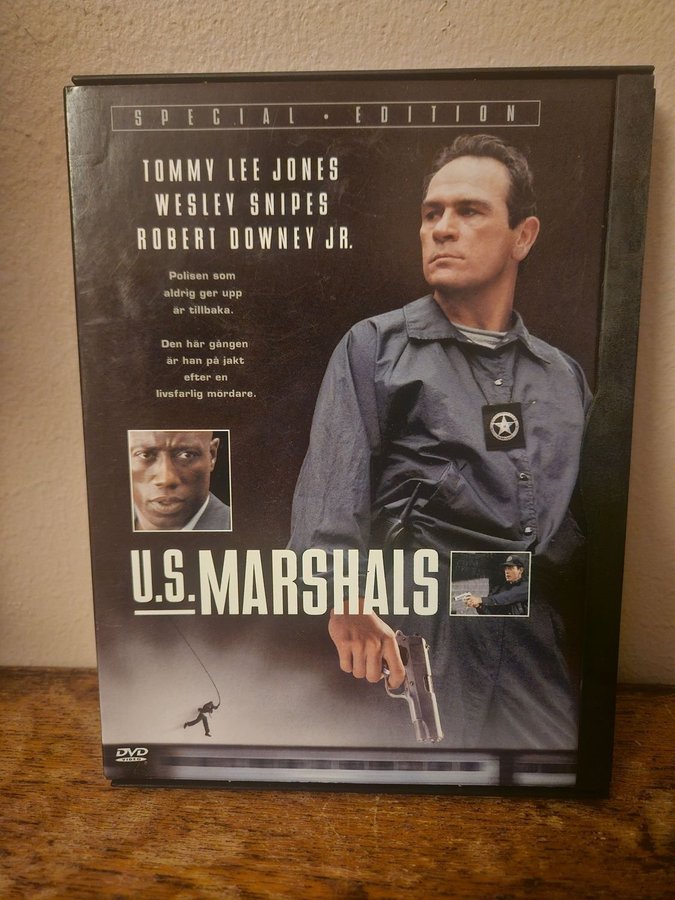 SPECIAL • EDITION
TOMMY LEE JONES
WESLEY SNIPES
ROBERT DOWNEY JR.
Polisen som
aldrig ger upp
är tillbaka.
Den här gången
är han på jakt
efter en
livsfarlig mördare.
U.S. MARSHALS
DVD
VIDEO